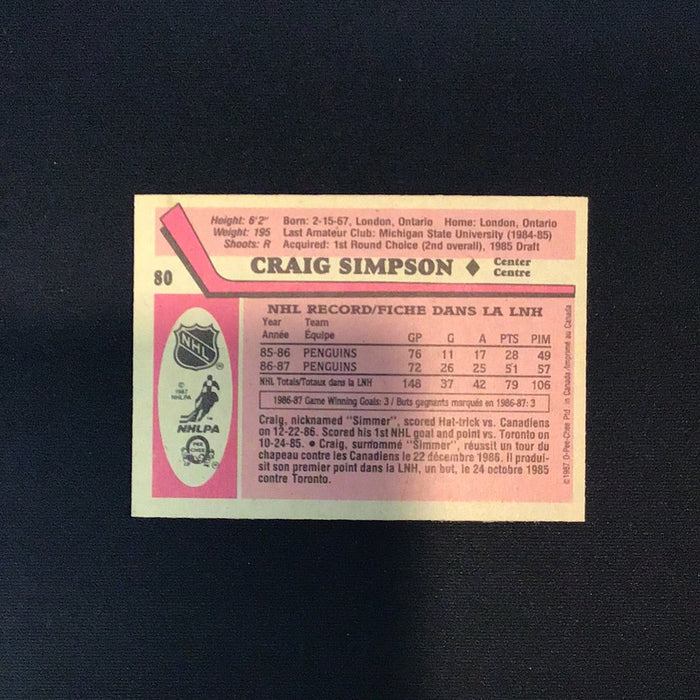 Height: 6'2" Born: 2-15-67, London, Ontario Home: London, Ontario
Weight: 195 Last Amateur Club: Michigan State University (1984-85)
Shoots: R Acquired: 1st Round Choice (2nd overall), 1985 Draft
80 CRAIG SIMPSON ♦ Center
Centre
NHL RECORD/FICHE DANS LA LNH
Year Team
Année Équipe GP G A PTS PIM
85-86 PENGUINS 76 11 17 28 49
86-87 PENGUINS 72 26 25 51 57
NHL Totals/Totaux dans la LNH 148 37 42 79 106
1986-87 Game Winning Goals: 3 / Buts gagnants marqués en 1986-87: 3
Craig, nicknamed "Simmer", scored Hat-trick vs. Canadiens
on 12-22-86. Scored his 1st NHL goal and point vs. Toronto on
10-24-85. • Craig, surnommé "Simmer", réussit un tour du
chapeau contre les Canadiens le 22 décembre 1986. Il produi-
sit son premier point dans la LNH, un but, le 24 octobre 1985
contre Toronto.
NHL
®
©
1987
NHLPA
TM
NHLPA
O
PEE
CHEE
®
©1987 O-Pee-Chee Ptd. in Canada/Imprimé au Canada